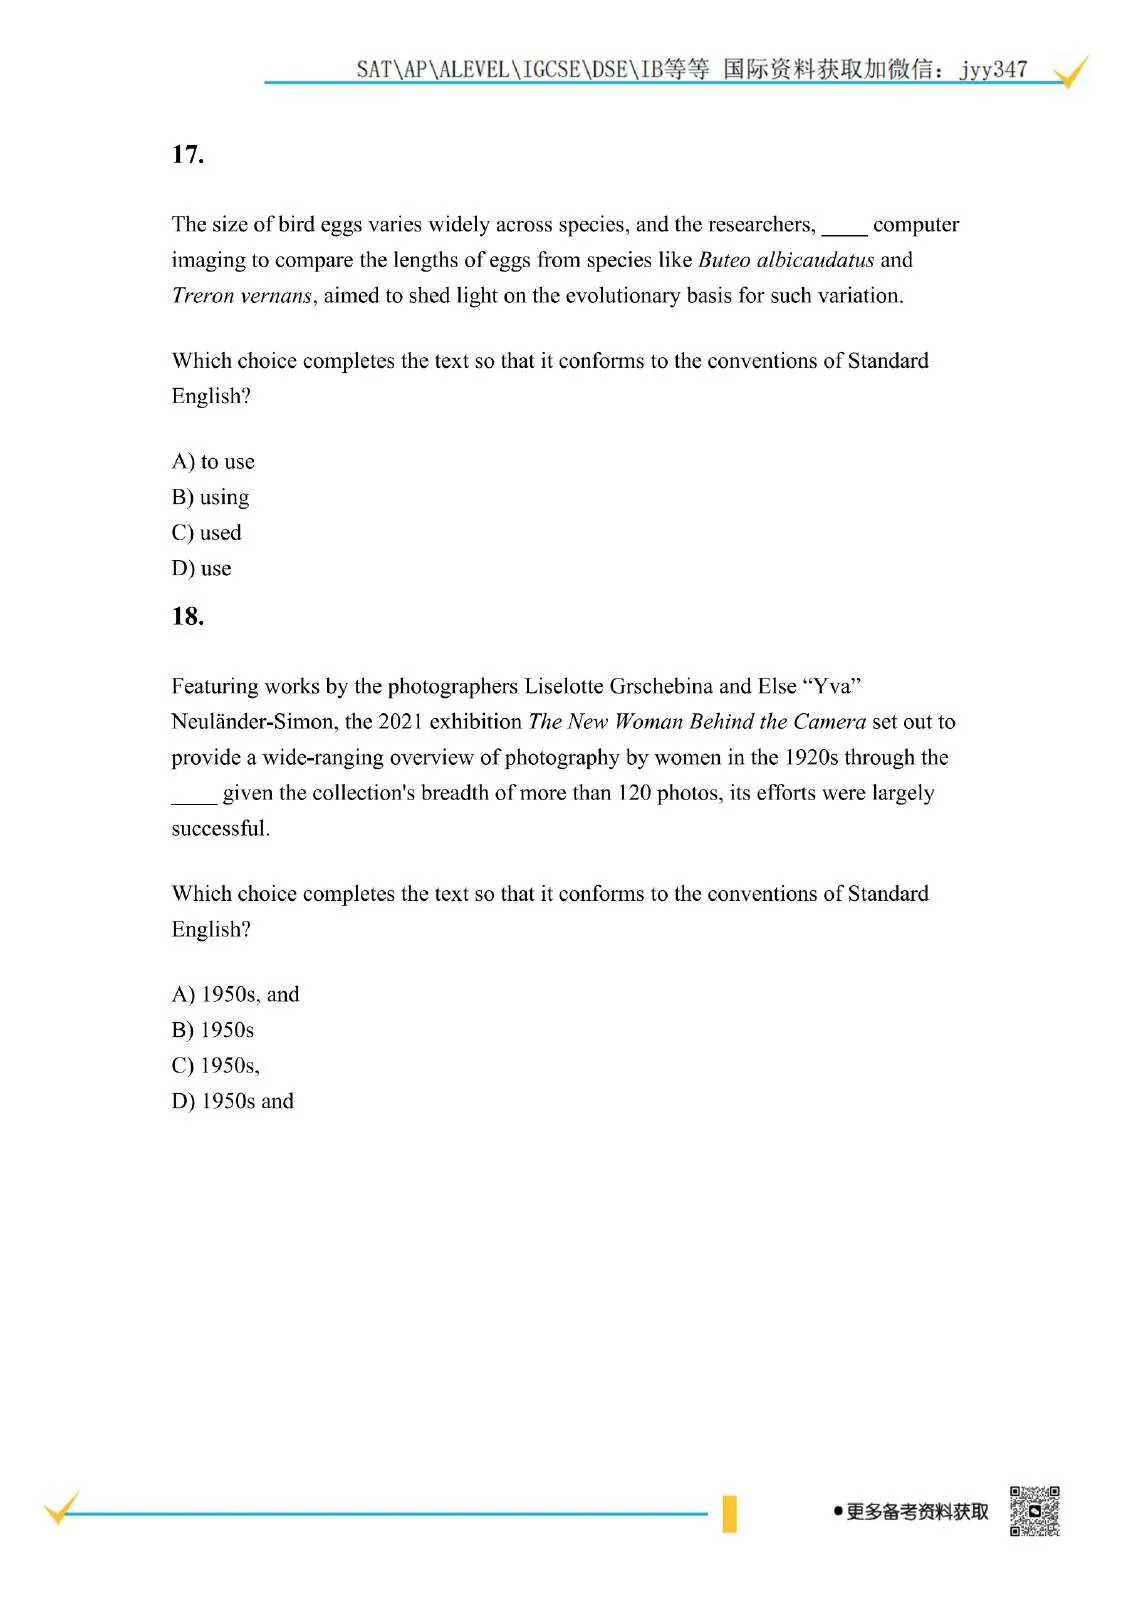 SAT\AP\ALEVEL\IGCSE\DSE\IB等等 国际资料获取加微信：jyy347
17.
The size of bird eggs varies widely across species, and the researchers, ____ computer
imaging to compare the lengths of eggs from species like Buteo albicaudatus and
Treron vernans, aimed to shed light on the evolutionary basis for such variation.
Which choice completes the text so that it conforms to the conventions of Standard
English?
A) to use
B) using
C) used
D) use
18.
Featuring works by the photographers Liselotte Grschebina and Else “Yva”
Neuländer-Simon, the 2021 exhibition The New Woman Behind the Camera set out to
provide a wide-ranging overview of photography by women in the 1920s through the
____ given the collection's breadth of more than 120 photos, its efforts were largely
successful.
Which choice completes the text so that it conforms to the conventions of Standard
English?
A) 1950s, and
B) 1950s
C) 1950s,
D) 1950s and
•更多备考资料获取